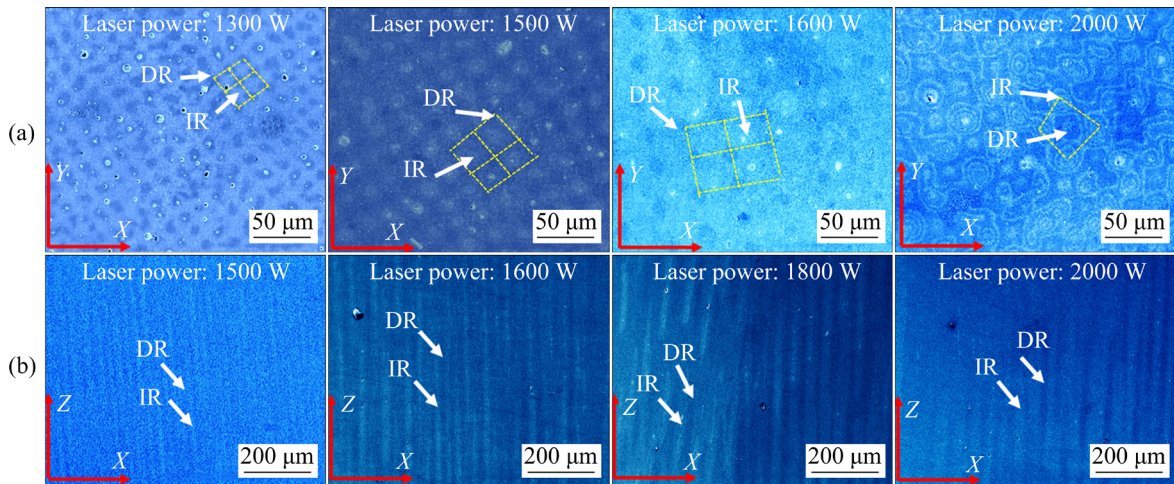 Laser power: 1300 W
DR
IR
Y
X
50 μm
Laser power: 1500 W
DR
IR
Y
X
50 μm
Laser power: 1600 W
DR
IR
Y
X
50 μm
Laser power: 2000 W
IR
DR
Y
X
50 μm
(a)
Laser power: 1500 W
DR
IR
Z
X
200 μm
Laser power: 1600 W
DR
IR
Z
X
200 μm
Laser power: 1800 W
DR
IR
Z
X
200 μm
Laser power: 2000 W
DR
IR
Z
X
200 μm
(b)